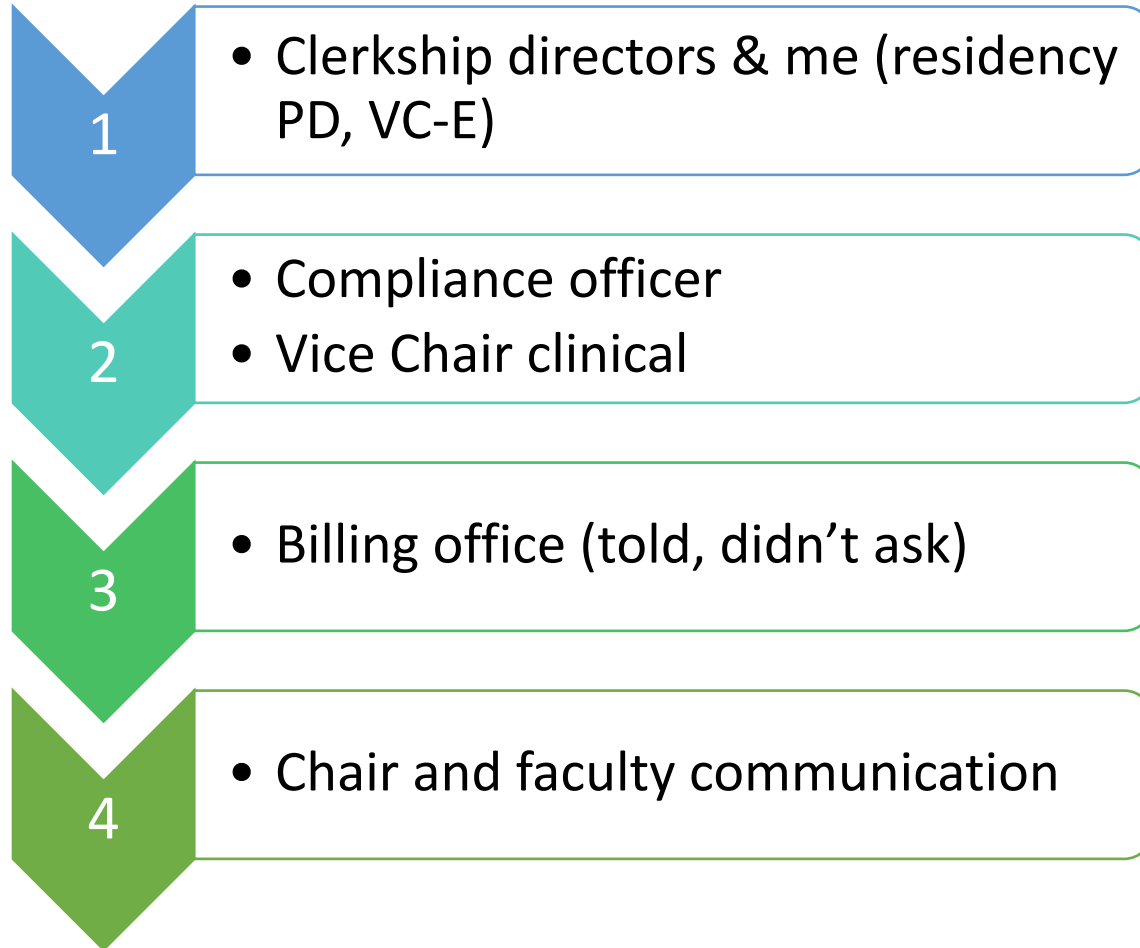 1
• Clerkship directors & me (residency
PD, VC-E)
2
• Compliance officer
• Vice Chair clinical
3
• Billing office (told, didn’t ask)
4
• Chair and faculty communication